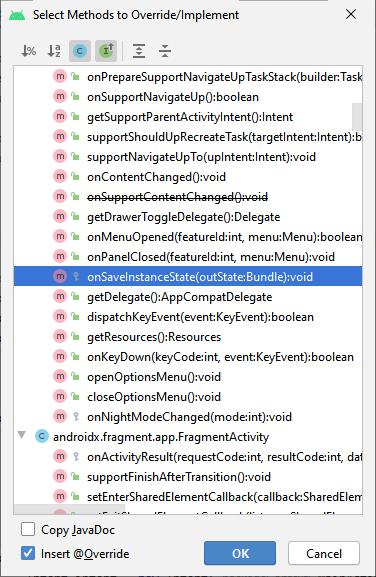 Select Methods to Override/Implement
onPrepareSupportNavigateUpTaskStack(builder:Task
onSupportNavigateUp():boolean
getSupportParentActivityIntent():Intent
supportShouldUpRecreateTask(targetIntent:Intent):b
supportNavigateUpTo(upIntent:Intent):void
onContentChanged():void
onSupportContentChanged():void
getDrawerToggleDelegate():Delegate
onMenuOpened(featureId:int, menu:Menu):boolean
onPanelClosed(featureId:int, menu:Menu):void
onSaveInstanceState(outState:Bundle):void
getDelegate():AppCompatDelegate
dispatchKeyEvent(event:KeyEvent):boolean
getResources():Resources
onKeyDown(keyCode:int, event:KeyEvent):boolean
openOptionsMenu():void
closeOptionsMenu():void
onNightModeChanged(mode:int):void
androidx.fragment.app.FragmentActivity
onActivityResult(requestCode:int, resultCode:int, dat
supportFinishAfterTransition():void
setEnterSharedElementCallback(callback:SharedElem
Copy JavaDoc
Insert @Override
OK
Cancel